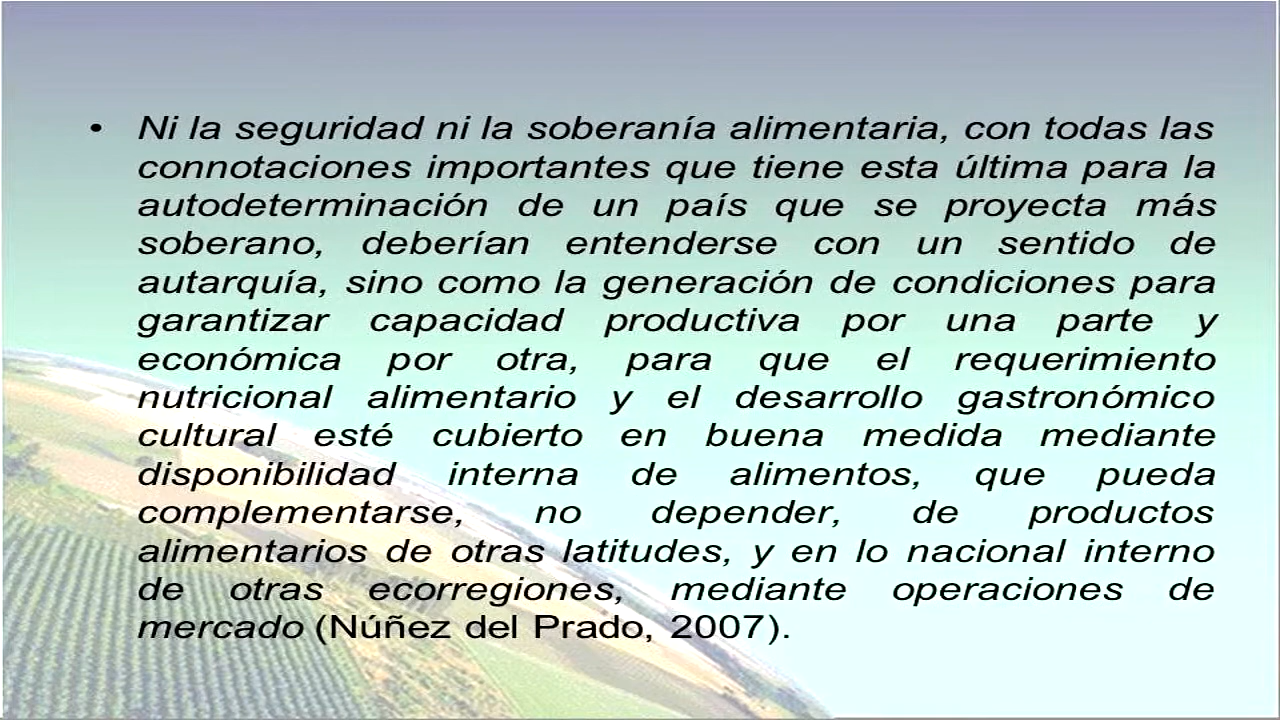 • Ni la seguridad ni la soberanía alimentaria, con todas las
connotaciones importantes que tiene esta última para la
autodeterminación de un país que se proyecta más
soberano, deberían entenderse con un sentido de
autarquía, sino como la generación de condiciones para
garantizar capacidad productiva por una parte y
económica por otra, para que el requerimiento
nutricional alimentario y el desarrollo gastronómico
cultural esté cubierto en buena medida mediante
disponibilidad interna de alimentos, que pueda
complementarse, no depender, de productos
alimentarios de otras latitudes, y en lo nacional interno
de otras ecorregiones, mediante operaciones de
mercado (Núñez del Prado, 2007).